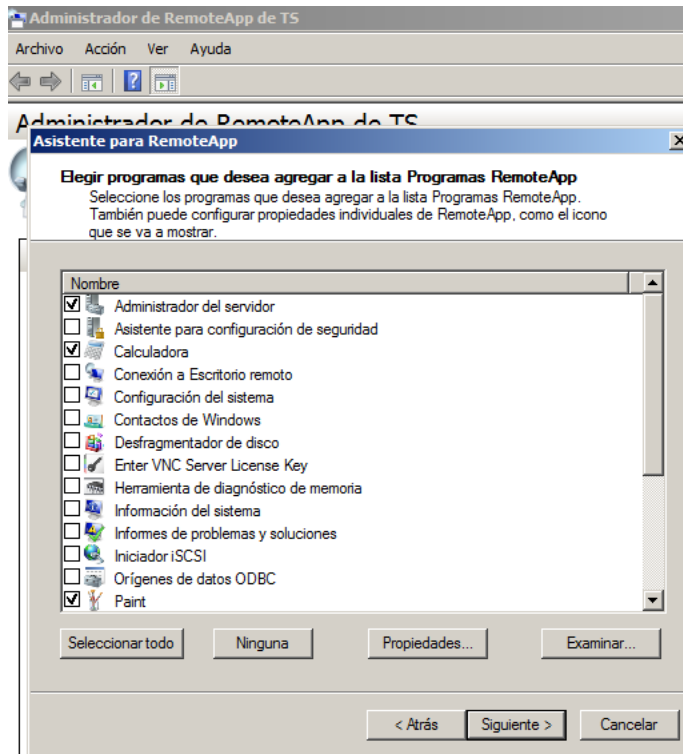 Administrador de RemoteApp de TS
Archivo Acción Ver Ayuda
Administrador de RemoteApp de TS
Asistente para RemoteApp
Elegir programas que desea agregar a la lista Programas RemoteApp
Seleccione los programas que desea agregar a la lista Programas RemoteApp.
También puede configurar propiedades individuales de RemoteApp, como el icono
que se va a mostrar.
Nombre
Administrador del servidor
Asistente para configuración de seguridad
Calculadora
Conexión a Escritorio remoto
Configuración del sistema
Contactos de Windows
Desfragmentador de disco
Enter VNC Server License Key
Herramienta de diagnóstico de memoria
Información del sistema
Informes de problemas y soluciones
Iniciador iSCSI
Orígenes de datos ODBC
Paint
Seleccionar todo Ninguna Propiedades... Examinar...
< Atrás Siguiente > Cancelar